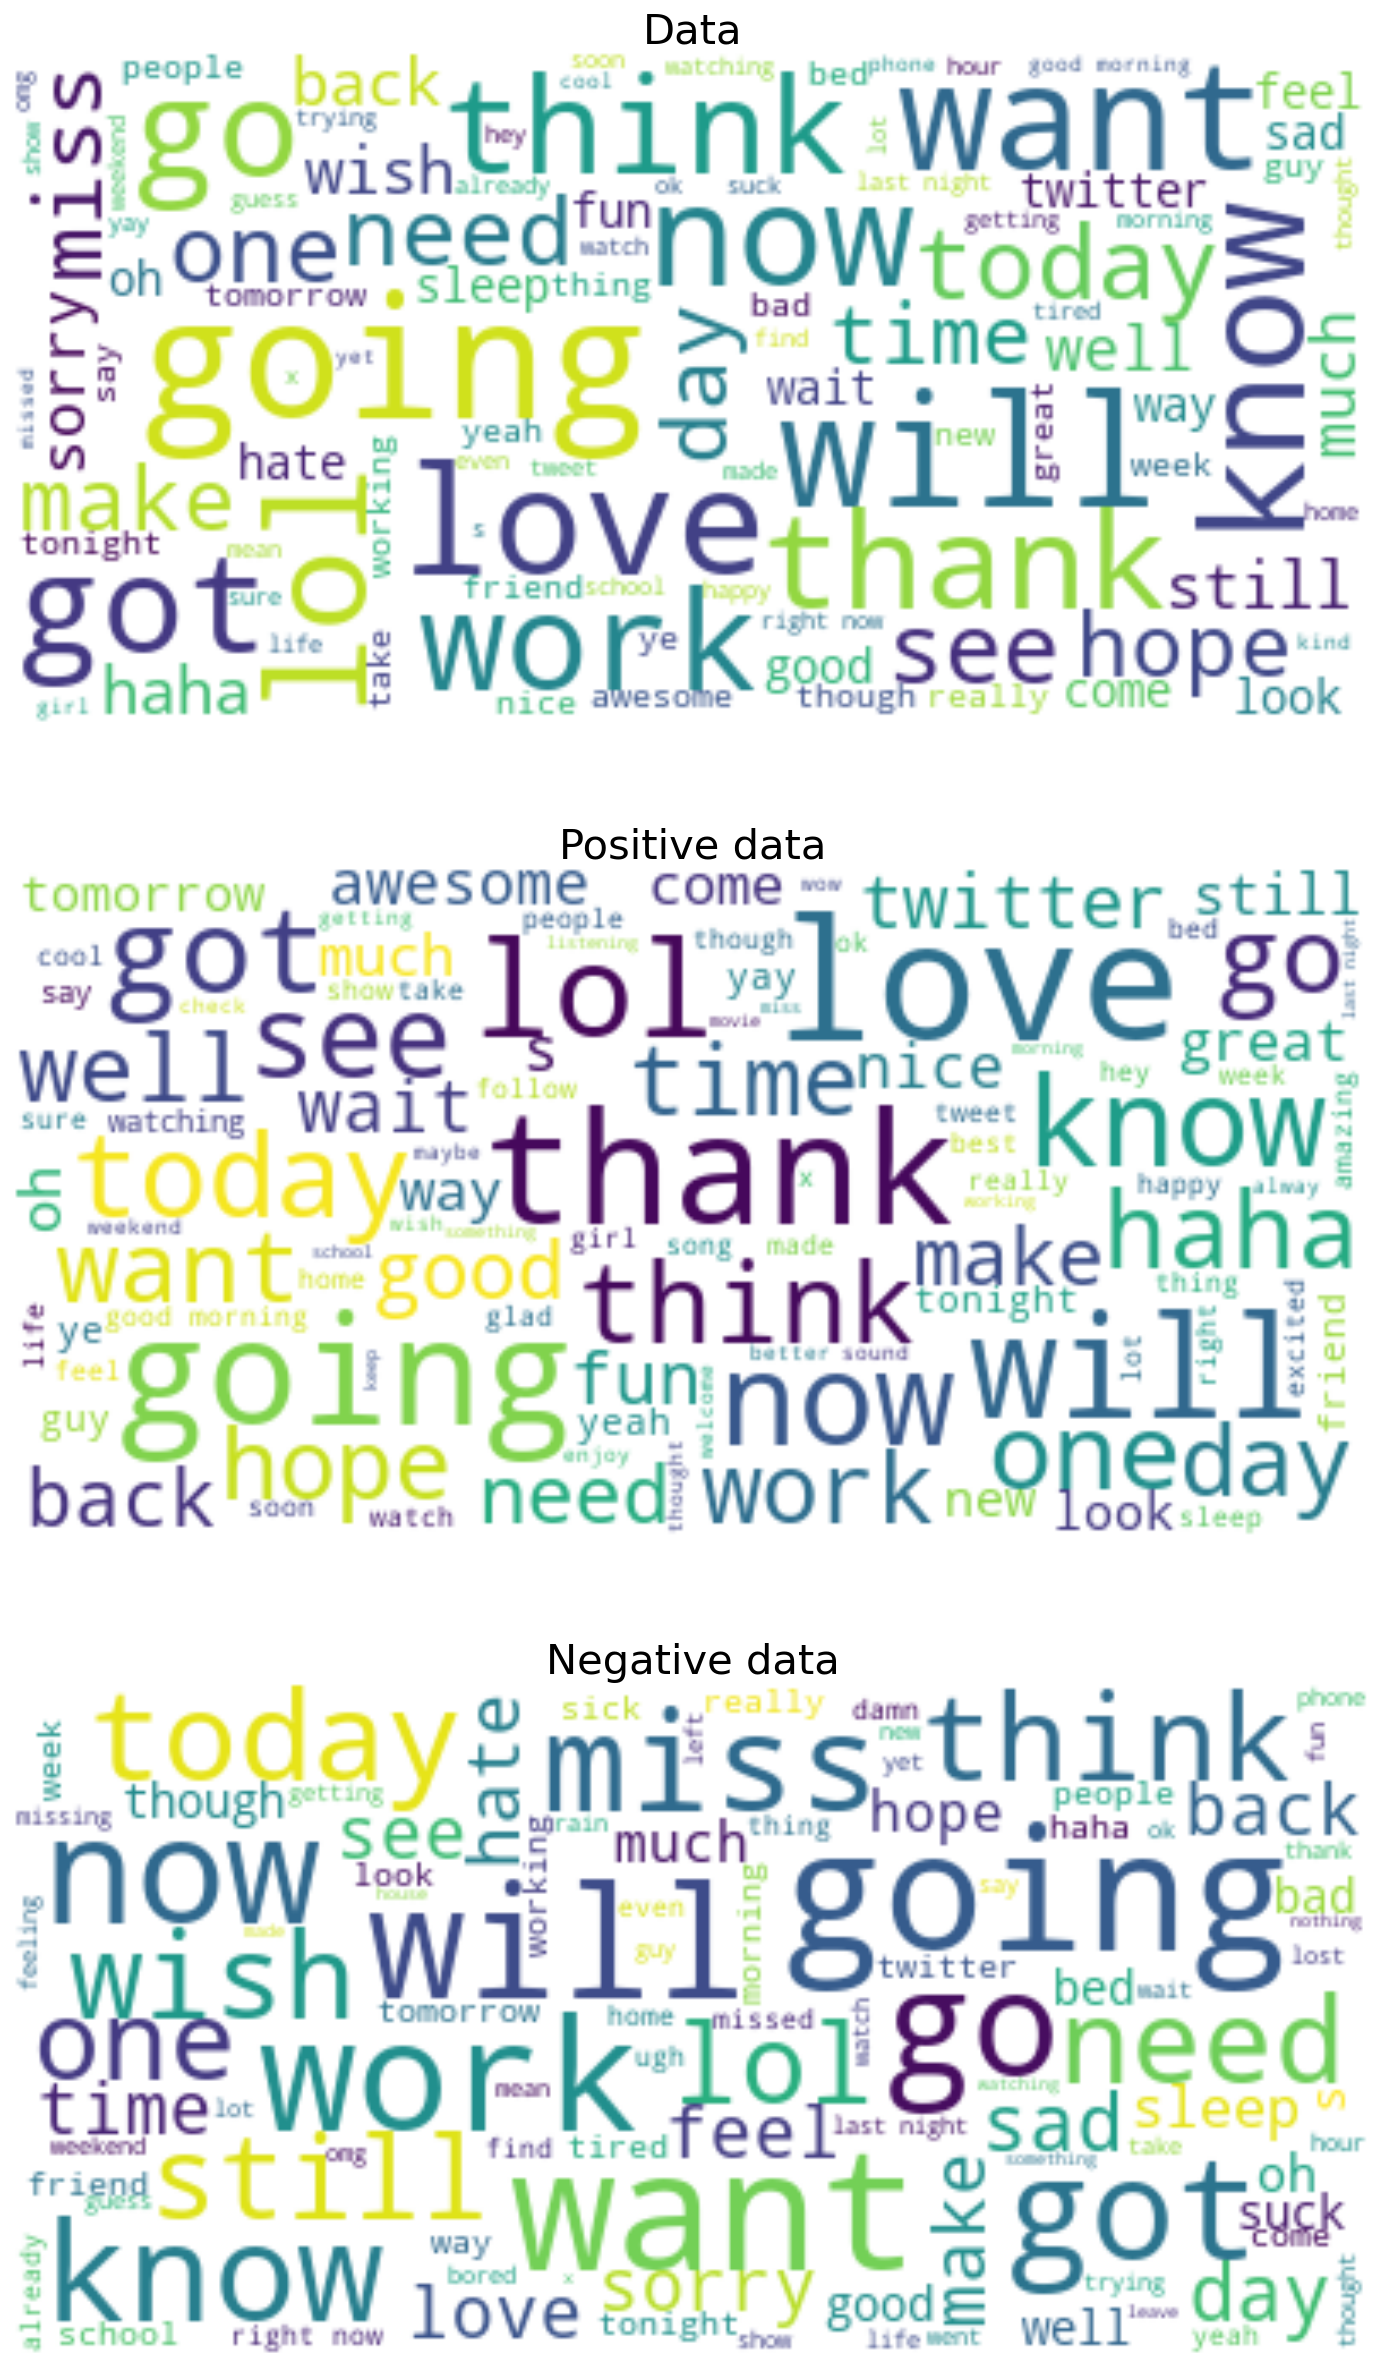 Data
people
soon
watching
phone
hour
good morning
omg
miss
go
back
cool
think
bed
want
feel
show
weekend
trying
hey
lot
sad
wish
already
ok
suck
last night
guy
guess
fun
twitter
thought
yay
one
need
watch
now
getting
morning
oh
sleep
thing
today
know
tomorrow
bad
tired
sorry
going
find
time
well
much
say
yet
x
day
wait
missed
yeah
new
will
great
way
hate
even
tweet
made
week
make
working
lol
love
home
tonight
mean
s
thank
got
sure
friend
school
happy
still
life
take
work
ye
right now
see
hope
kind
haha
good
girl
nice
awesome
though
really
come
look
Positive data
tomorrow
awesome
come
wow
twitter
still
getting
people
bed
got
listening
though
love
ok
go
last night
cool
much
lol
yay
say
show
take
check
miss
movie
see
s
great
well
time
nice
morning
hey
week
wait
follow
know
amazing
sure
watching
tweet
today
maybe
thank
best
oh
way
x
really
happy
alway
working
weekend
wish
something
haha
want
school
girl
song
made
make
home
good
think
thing
life
ye
good morning
glad
tonight
will
excited
friend
feel
going
keep
fun
better
sound
lot
right
guy
yeah
welcome
now
hope
enjoy
one
day
back
soon
watch
need
thought
work
new
look
sleep
Negative data
today
hate
sick
really
damn
think
phone
week
miss
left
new
yet
fun
though
getting
hope
people
back
missing
see
rain
thing
haha
ok
now
look
working
much
going
thank
house
say
bad
feeling
made
will
even
morning
nothing
guy
lost
wish
twitter
bed
wait
tomorrow
home
missed
watch
go
need
one
work
ugh
lol
time
lot
mean
watching
sleep
s
weekend
omg
find
tired
feel
last night
sad
take
hour
friend
guess
still
want
make
something
got
oh
suck
come
know
way
bored
x
sorry
trying
day
thought
already
love
tonight
good
well
leave
school
right now
show
life
went
yeah